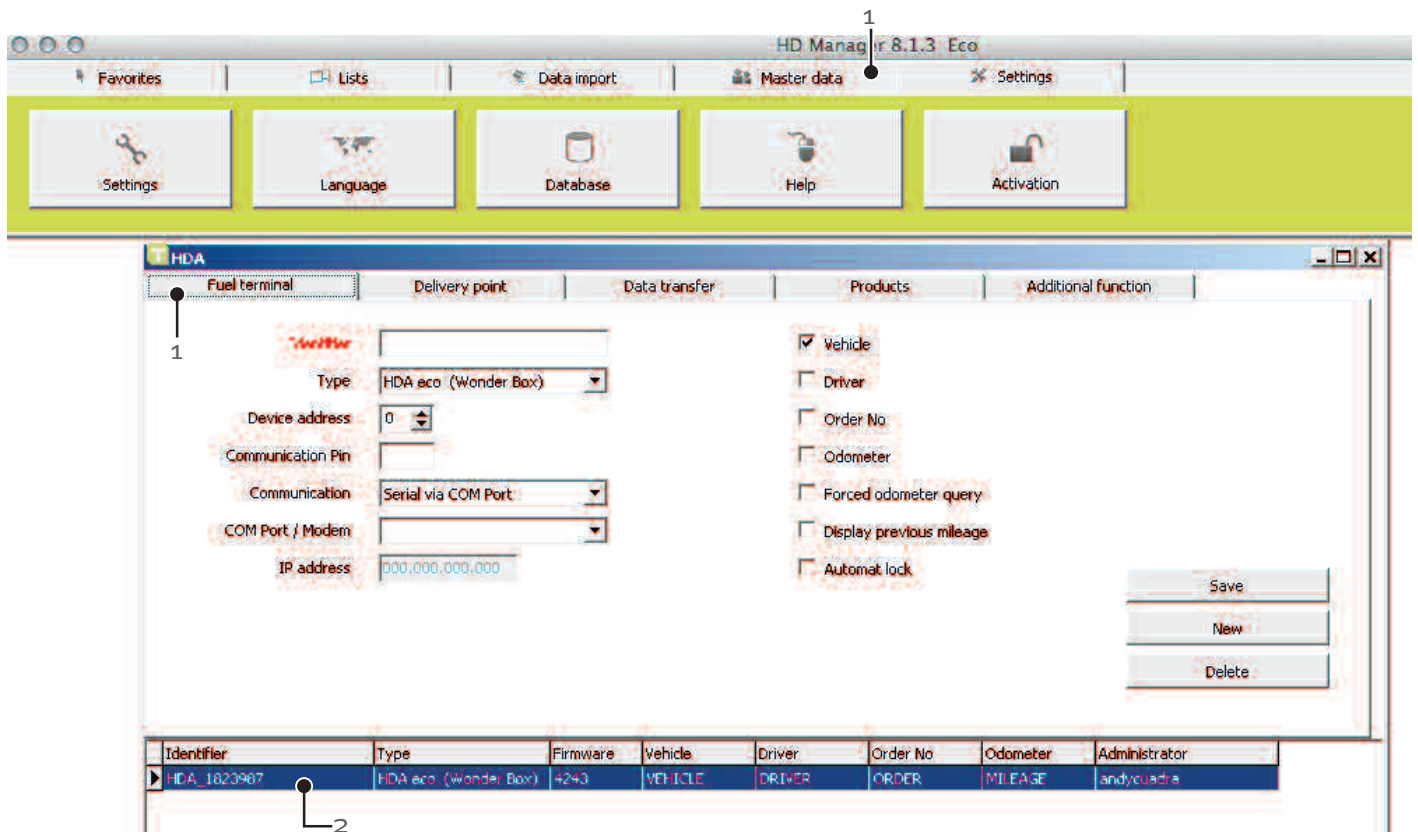 1
HD Manager 8.1.3 Eco
Favorites Lists Data import Master data Settings
Settings Language Database Help Activation
HDA
Fuel terminal Delivery point Data transfer Products Additional function
1
Vehicle
Type HDA eco (Wonder Box) Driver
Device address 0 Order No
Communication Pin Odometer
Communication Serial via COM Port Forced odometer query
COM Port / Modem Display previous mileage
IP address 000.000.000.000 Automat lock
Save
New
Delete
Identifier Type Firmware Vehicle Driver Order No Odometer Administrator
HDA_1823987 HDA eco (Wonder Box) 4243 VEHICLE DRIVER ORDER MILEAGE andycuadra
2